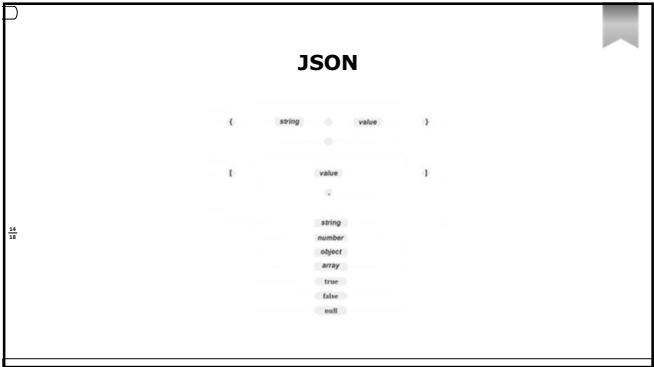 JSON
{ string value }
[ value ]
,
string
number
object
array
true
false
null
14
18